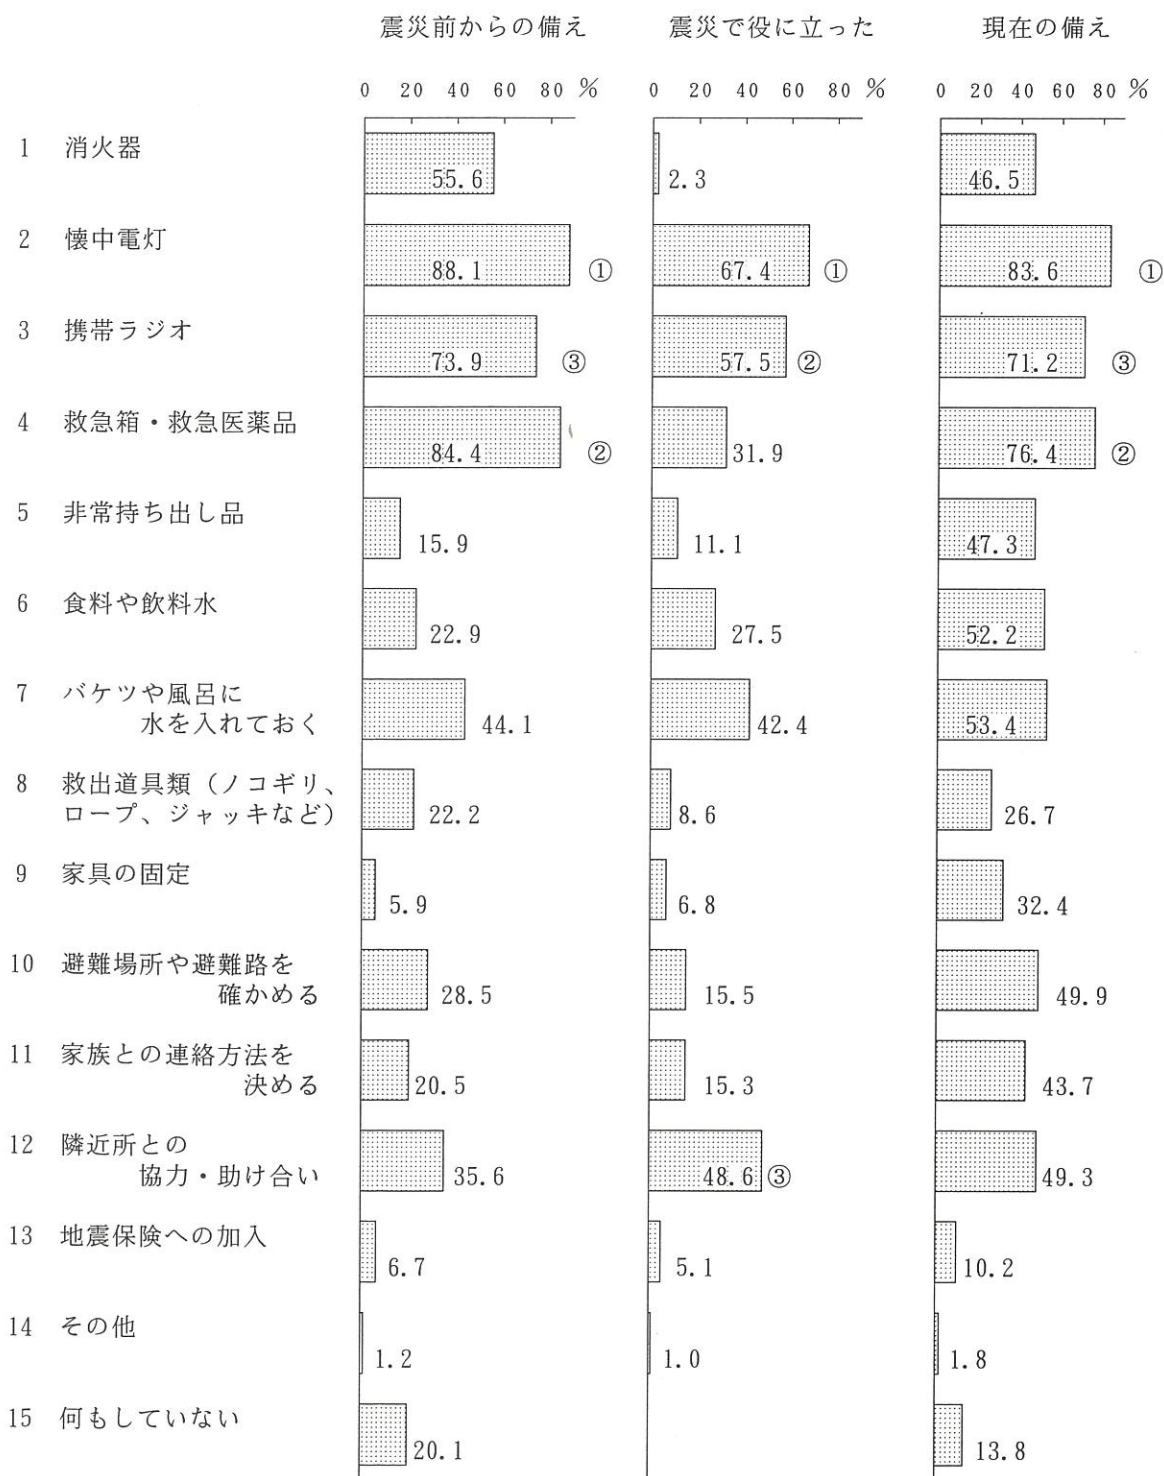 震災前からの備え 震災で役に立った 現在の備え
0 20 40 60 80 % 0 20 40 60 80 % 0 20 40 60 80 %
1 消火器 55.6 2.3 46.5
2 懐中電灯 88.1 ① 67.4 ① 83.6 ①
3 携帯ラジオ 73.9 ③ 57.5 ② 71.2 ③
4 救急箱・救急医薬品 84.4 ② 31.9 76.4 ②
5 非常持ち出し品 15.9 11.1 47.3
6 食料や飲料水 22.9 27.5 52.2
7 バケツや風呂に
水を入れておく 44.1 42.4 53.4
8 救出道具類(ノコギリ、
ロープ、ジャッキなど) 22.2 8.6 26.7
9 家具の固定 5.9 6.8 32.4
10 避難場所や避難路を
確かめる 28.5 15.5 49.9
11 家族との連絡方法を
決める 20.5 15.3 43.7
12 隣近所との
協力・助け合い 35.6 48.6 ③ 49.3
13 地震保険への加入 6.7 5.1 10.2
14 その他 1.2 1.0 1.8
15 何もしていない 20.1 13.8